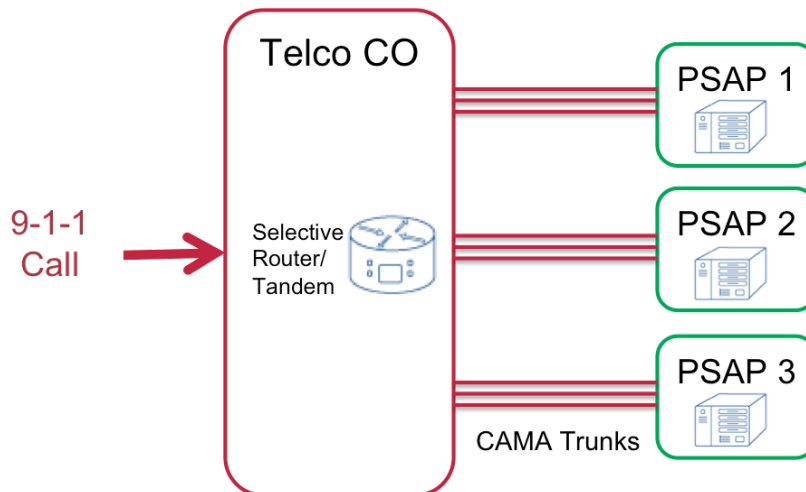 Telco CO
PSAP 1
9-1-1
Call
Selective
Router/
Tandem
PSAP 2
PSAP 3
CAMA Trunks